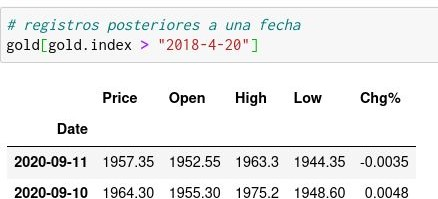 # registros posteriores a una fecha
gold[gold.index > "2018-4-20"]
Price Open High Low Chg%
Date
2020-09-11 1957.35 1952.55 1963.3 1944.35 -0.0035
2020-09-10 1964.30 1955.30 1975.2 1948.60 0.0048